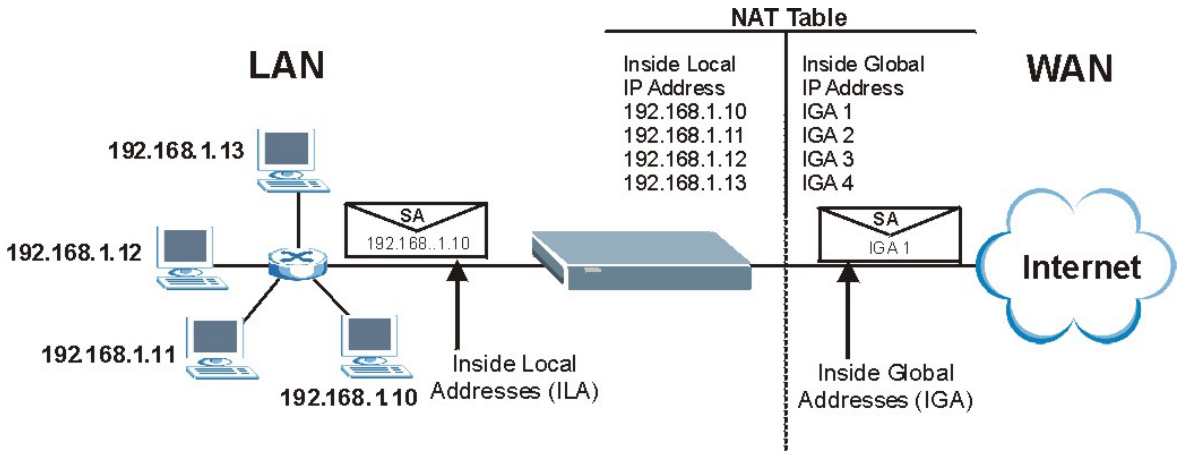 NAT Table
LAN
WAN
Inside Local
IP Address
192.168.1.10
192.168.1.11
192.168.1.12
192.168.1.13
Inside Global
IP Address
IGA 1
IGA 2
IGA 3
IGA 4
192.168.1.13
192.168.1.12
192.168.1.11
192.168.1.10
SA
192.168..1.10
SA
IGA 1
Internet
Inside Local
Addresses (ILA)
Inside Global
Addresses (IGA)